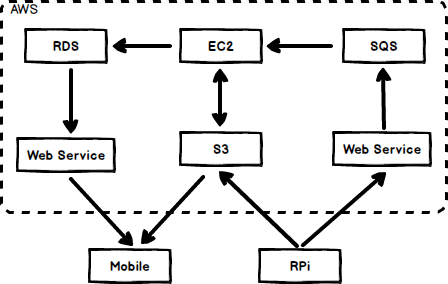 AWS
RDS
EC2
SQS
Web Service
S3
Web Service
Mobile
RPi